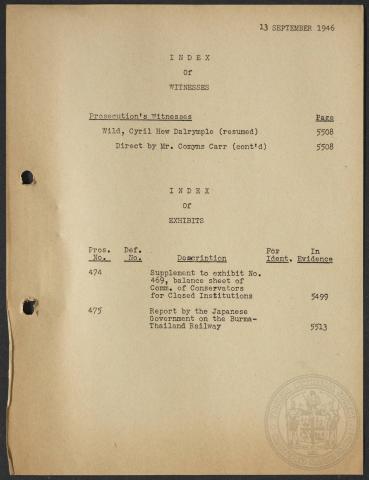 13 SEPTEMBER 1946
I N D E X
Of
WITNESSES
Prosecution's Witnesses Page
Wild, Cyril Hew Dalrymple (resumed) 5508
Direct by Mr. Comyns Carr (cont'd) 5508
I N D E X
Of
EXHIBITS
Pros. Def. For In
No. No. Description Ident. Evidence
474 Supplement to exhibit No.
469, balance sheet of
Comm. of Conservators
for Closed Institutions 5499
475 Report by the Japanese
Government on the Burma-
Thailand Railway 5513